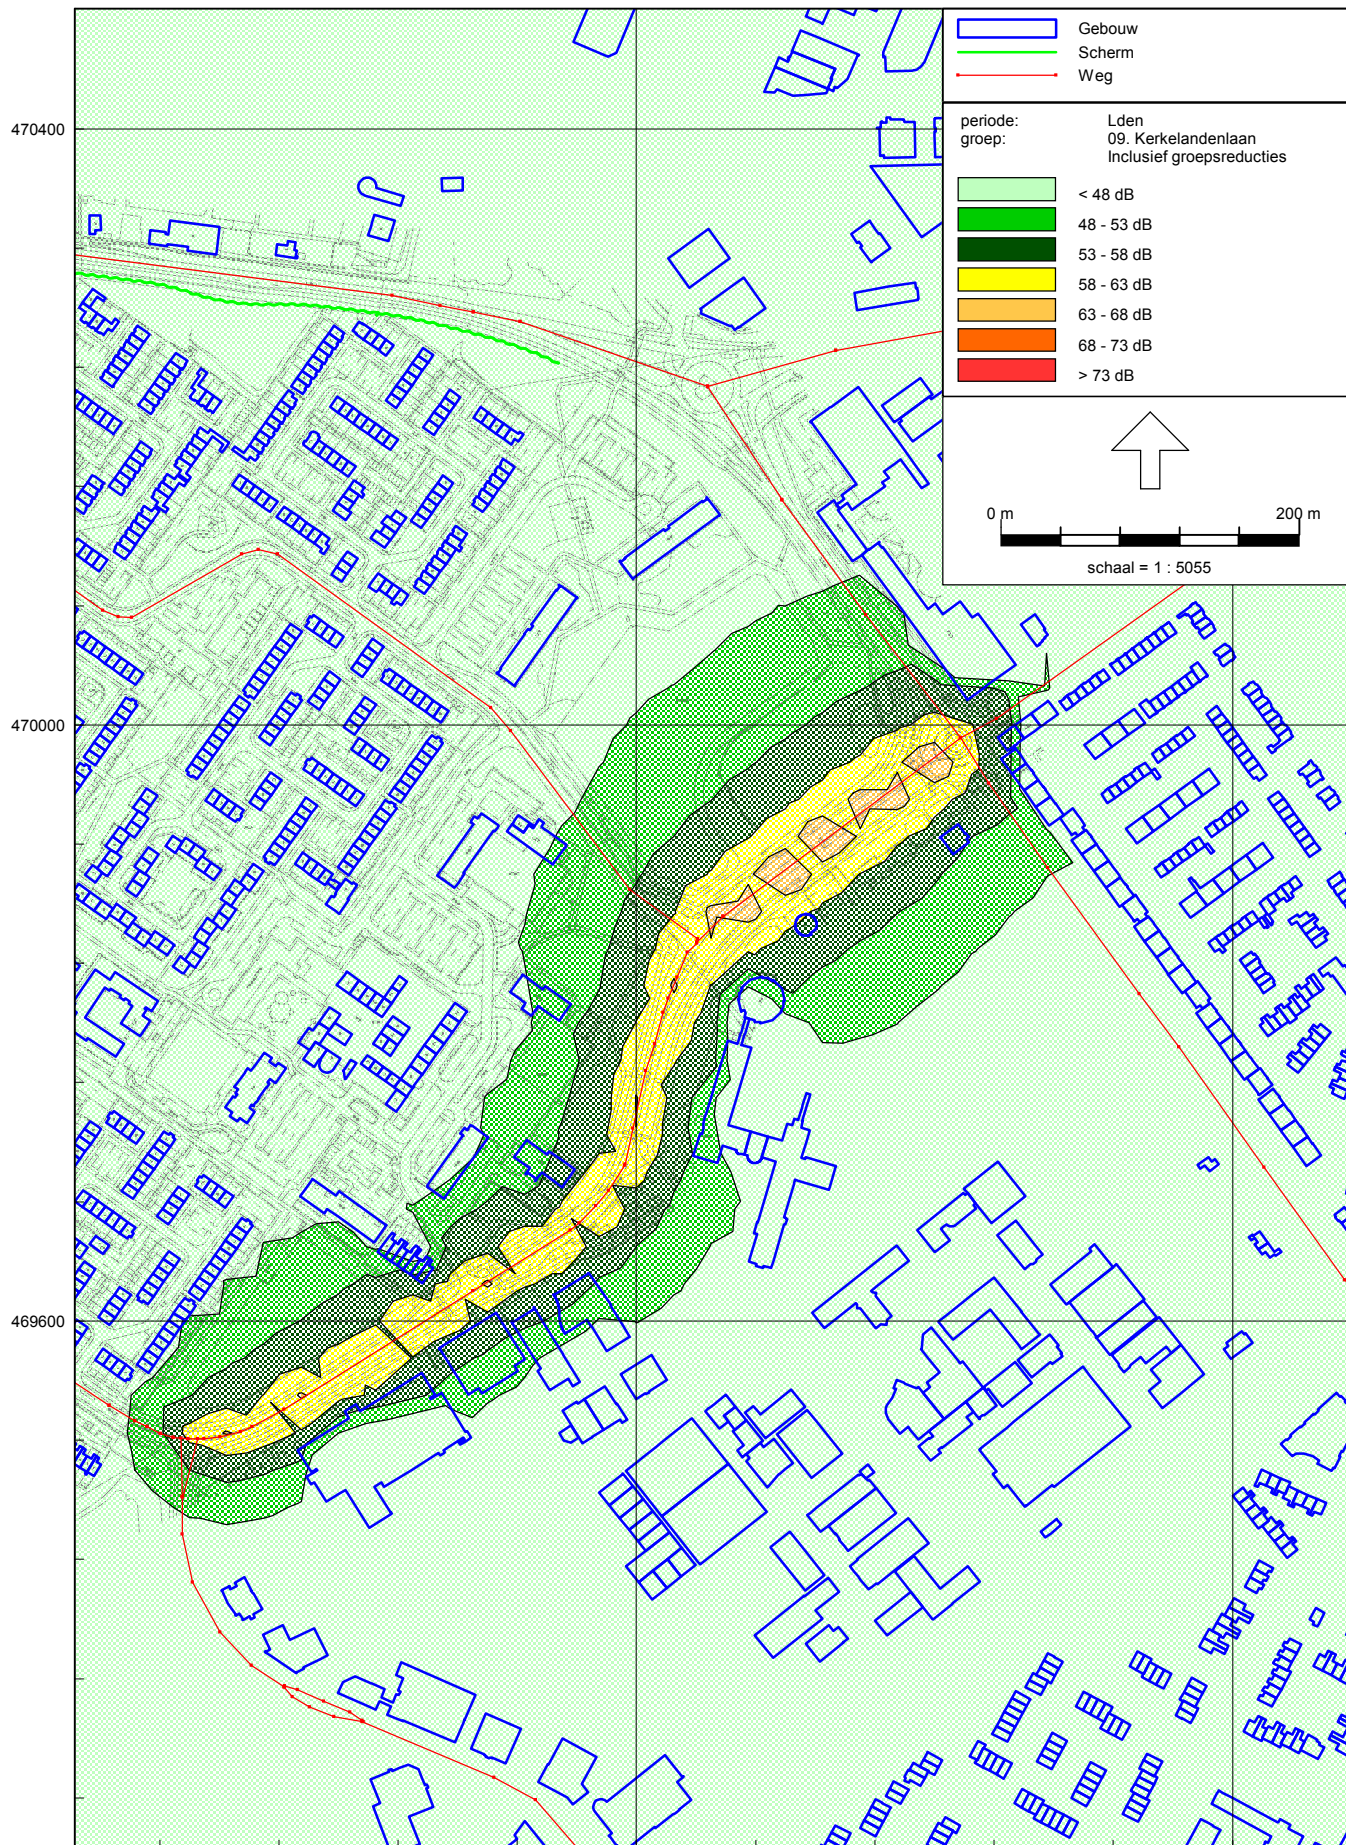 Gebouw
Scherm
Weg
periode: Lden
groep: 09. Kerkelandenlaan
Inclusief groepsreducties
< 48 dB
48 - 53 dB
53 - 58 dB
58 - 63 dB
63 - 68 dB
68 - 73 dB
> 73 dB
0 m 200 m
schaal = 1 : 5055
470400
470000
469600